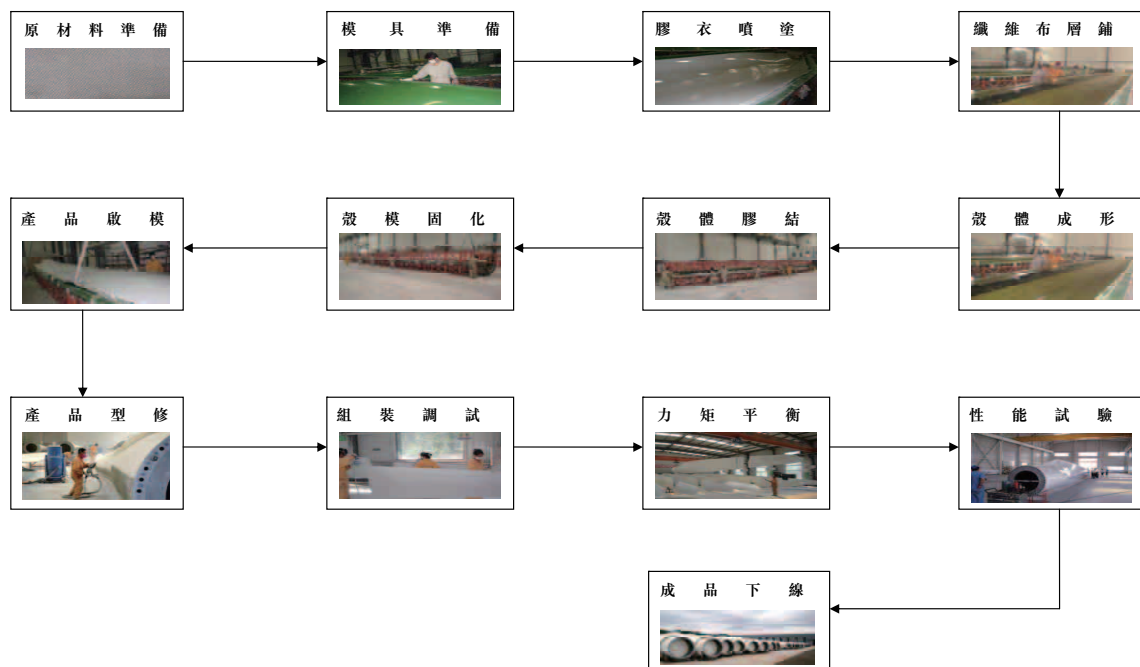 原材料準備
模具準備
膠衣噴塗
纖維布層鋪
殼體成形
殼體膠結
殼模固化
產品啟模
產品型修
組裝調試
力矩平衡
性能試驗
成品下線